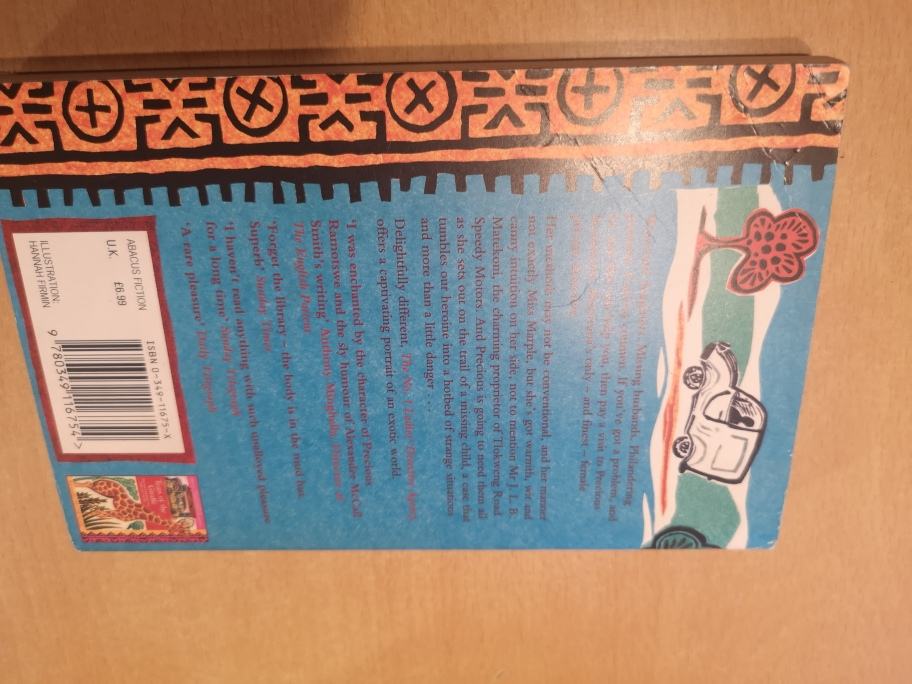 Missing husbands. Philandering
If you've got a problem, and
you, then pay a visit to Precious
only – and finest – female
Her methods may not be conventional, and her manner
not exactly Miss Marple, but she's got warmth, wit and
canny intuition on her side, not to mention Mr J. L. B.
Matekoni, the charming proprietor of Tlokweng Road
Speedy Motors. And Precious is going to need them all
as she sets out on the trail of a missing child, a case that
tumbles our heroine into a hotbed of strange situations
and more than a little danger
Delightfully different, The No. 1 Ladies' Detective Agency
offers a captivating portrait of an exotic world.
'I was enchanted by the character of Precious
Ramotswe and the sly humour of Alexander McCall
Smith's writing' Anthony Minghella, Director of
The English Patient
'Forget the library – the body is in the mud hut.
Superb' Sunday Times
'I haven't read anything with such unalloyed pleasure
for a long time' Sunday Telegraph
'A rare pleasure' Daily Telegraph
ABACUS FICTION
U.K. £6.99
ILLUSTRATION:
HANNAH FIRMIN
ISBN 0-349-11675-X
9 780349 116754 >
Tears of the
Giraffe